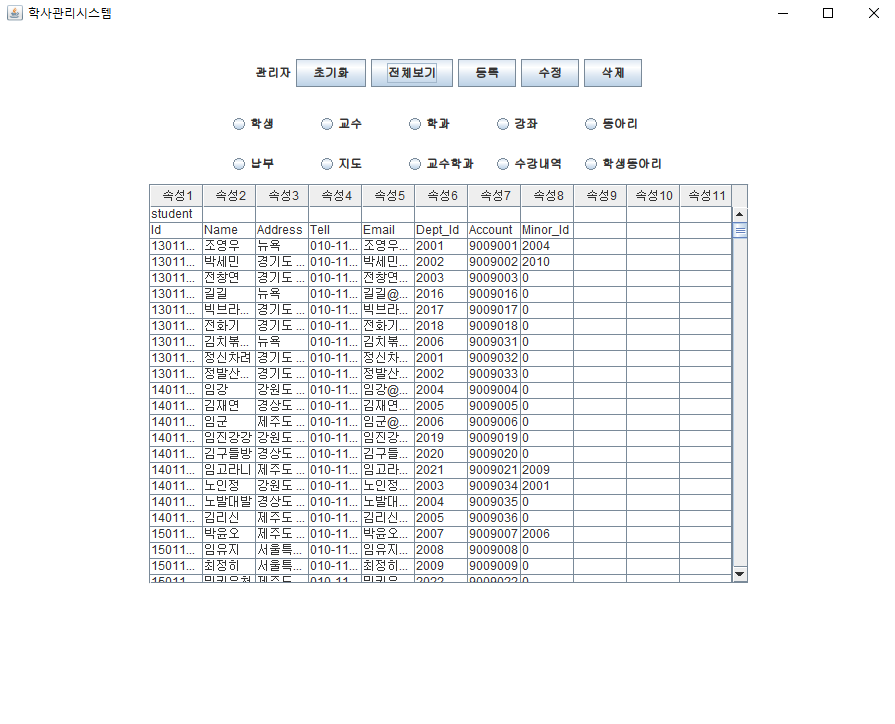 학사관리시스템
관리자 초기화 전체보기 등록 수정 삭제
학생 교수 학과 강좌 동아리
납부 지도 교수학과 수강내역 학생동아리
속성1 속성2 속성3 속성4 속성5 속성6 속성7 속성8 속성9 속성10 속성11
student
Id Name Address Tell Email Dept_Id Account Minor_Id
13011... 조영우 뉴욕 010-11... 조영우... 2001 9009001 2004
13011... 박세민 경기도 ... 010-11... 박세민... 2002 9009002 2010
13011... 전창연 경기도 ... 010-11... 전창연... 2003 9009003 0
13011... 길길 뉴욕 010-11... 길길@... 2016 9009016 0
13011... 빅브라... 경기도 ... 010-11... 빅브라... 2017 9009017 0
13011... 전화기 경기도 ... 010-11... 전화기... 2018 9009018 0
13011... 김치볶... 뉴욕 010-11... 김치볶... 2006 9009031 0
13011... 정신차려 경기도 ... 010-11... 정신차... 2001 9009032 0
13011... 정발산... 경기도 ... 010-11... 정발산... 2002 9009033 0
14011... 임강 강원도 ... 010-11... 임강@... 2004 9009004 0
14011... 김재연 경상도 ... 010-11... 김재연... 2005 9009005 0
14011... 임군 제주도 ... 010-11... 임군@... 2006 9009006 0
14011... 임진강강 강원도 ... 010-11... 임진강... 2019 9009019 0
14011... 김구들방 경상도 ... 010-11... 김구들... 2020 9009020 0
14011... 임고라니 제주도 ... 010-11... 임고라... 2021 9009021 2009
14011... 노인정 강원도 ... 010-11... 노인정... 2003 9009034 2001
14011... 노발대발 경상도 ... 010-11... 노발대... 2004 9009035 0
14011... 김리신 제주도 ... 010-11... 김리신... 2005 9009036 0
15011... 박윤오 제주도 ... 010-11... 박윤오... 2007 9009007 2006
15011... 임유지 서울특... 010-11... 임유지... 2008 9009008 0
15011... 최정히 서울특... 010-11... 최정히... 2009 9009009 0
15011... 제주도 ... 010-11... 2022 9009022 0